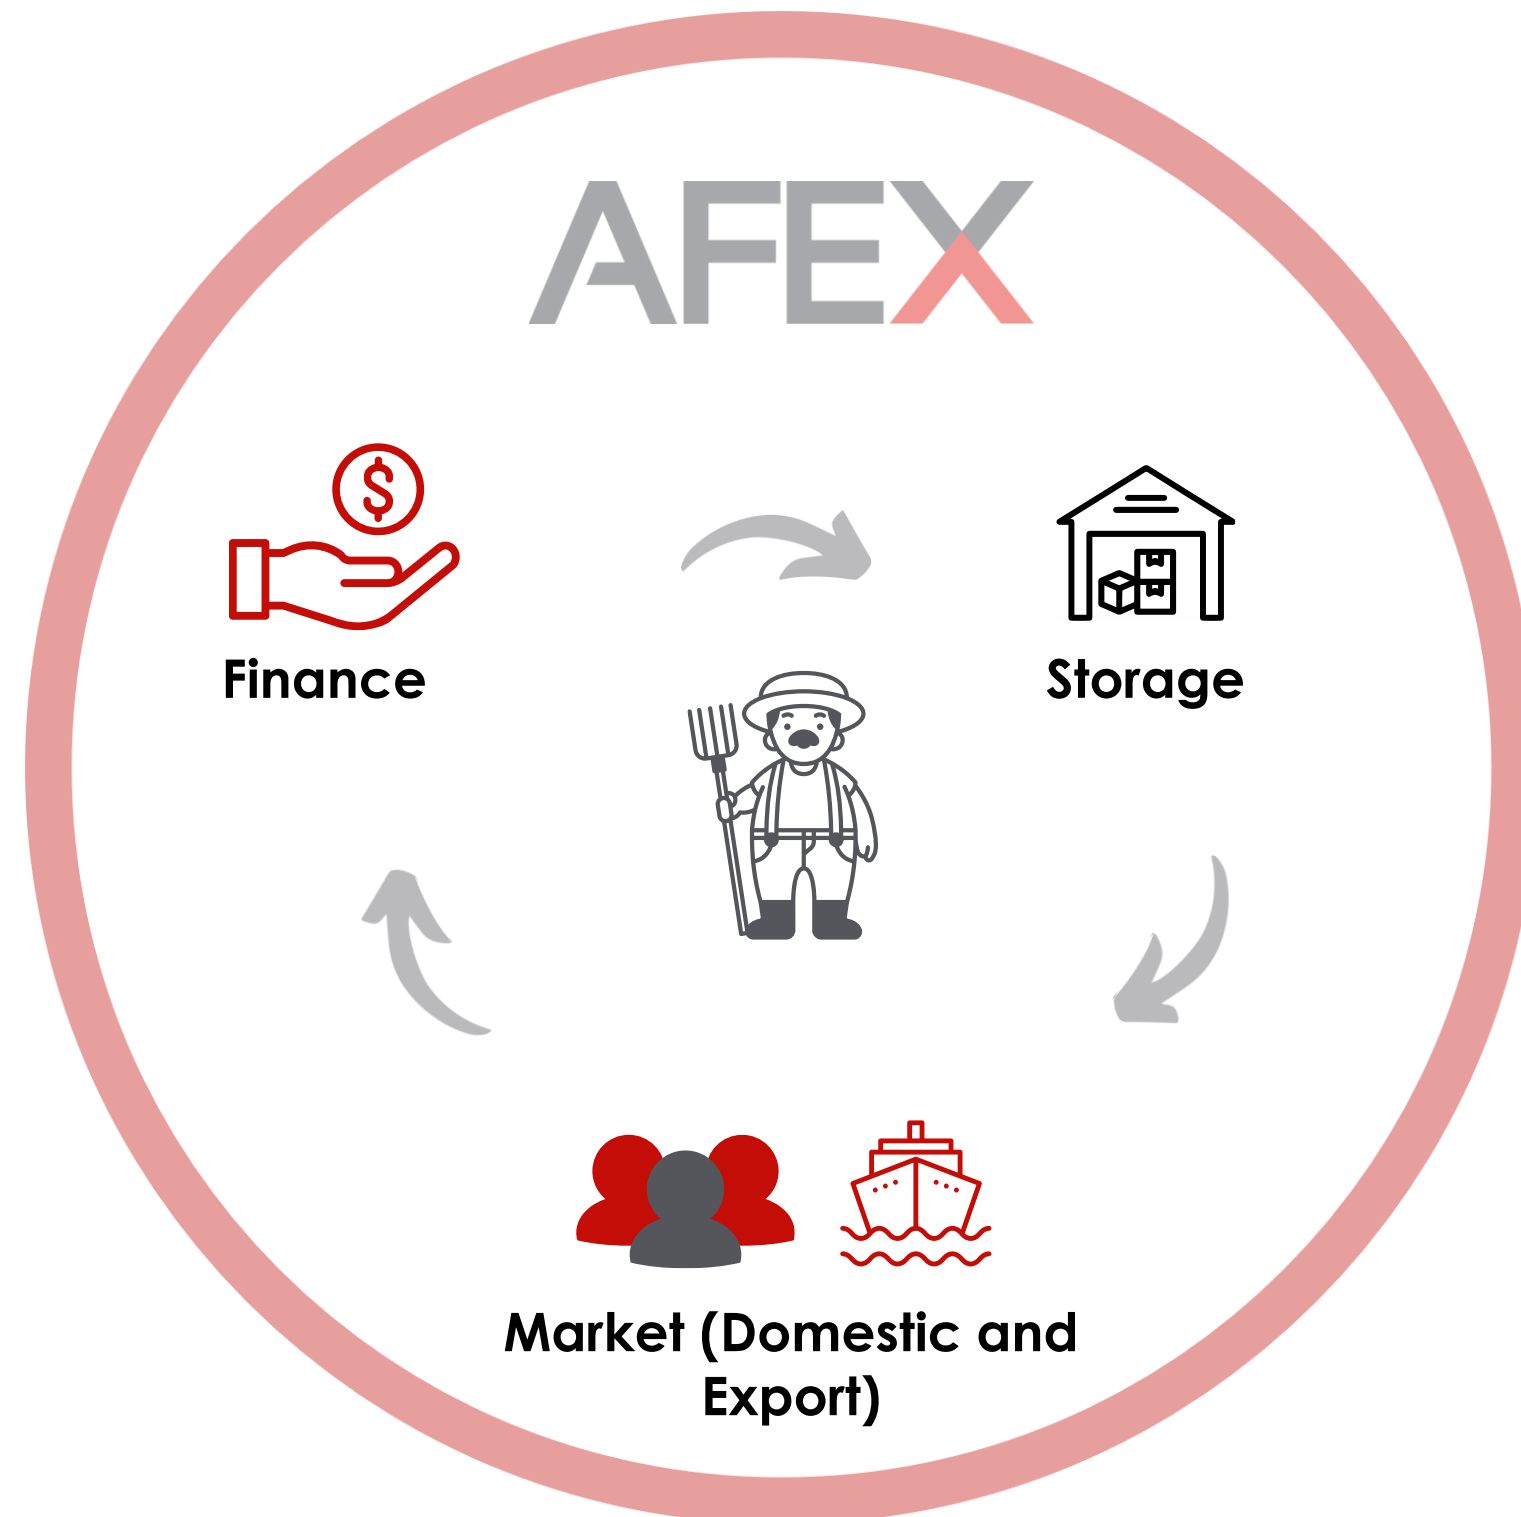 AFEX
$
Finance
Storage
Market (Domestic and
Export)